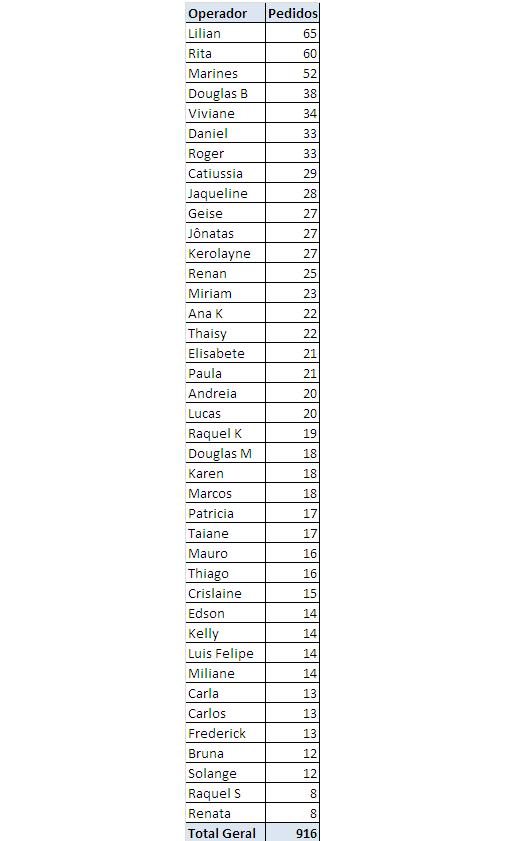 Operador Pedidos
Lilian 65
Rita 60
Marines 52
Douglas B 38
Viviane 34
Daniel 33
Roger 33
Catiussia 29
Jaqueline 28
Geise 27
Jônatas 27
Kerolayne 27
Renan 25
Miriam 23
Ana K 22
Thaisy 22
Elisabete 21
Paula 21
Andreia 20
Lucas 20
Raquel K 19
Douglas M 18
Karen 18
Marcos 18
Patricia 17
Taiane 17
Mauro 16
Thiago 16
Crislaine 15
Edson 14
Kelly 14
Luis Felipe 14
Miliane 14
Carla 13
Carlos 13
Frederick 13
Bruna 12
Solange 12
Raquel S 8
Renata 8
Total Geral 916